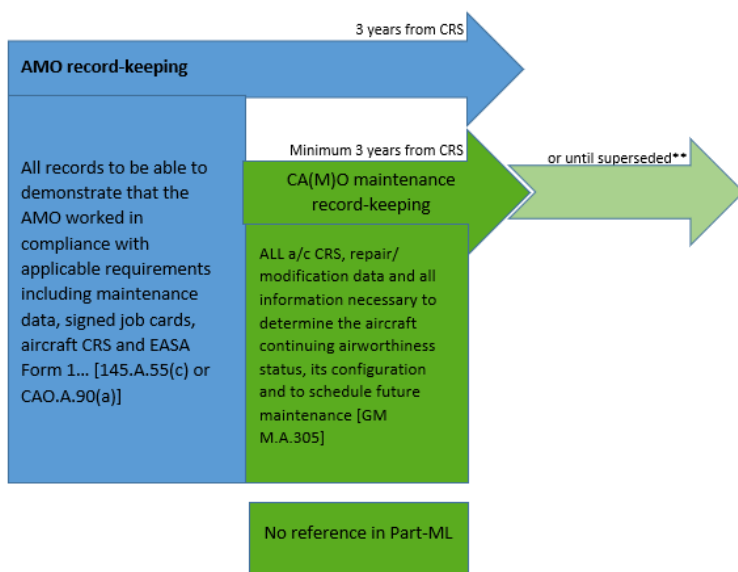 3 years from CRS
AMO record-keeping
All records to be able to
demonstrate that the
AMO worked in
compliance with
applicable requirements
including maintenance
data, signed job cards,
aircraft CRS and EASA
Form 1... [145.A.55(c) or
CAO.A.90(a)]
Minimum 3 years from CRS
CA(M)O maintenance
record-keeping
or until superseded**
ALL a/c CRS, repair/
modification data and all
information necessary to
determine the aircraft
continuing airworthiness
status, its configuration
and to schedule future
maintenance [GM
M.A.305]
No reference in Part-ML